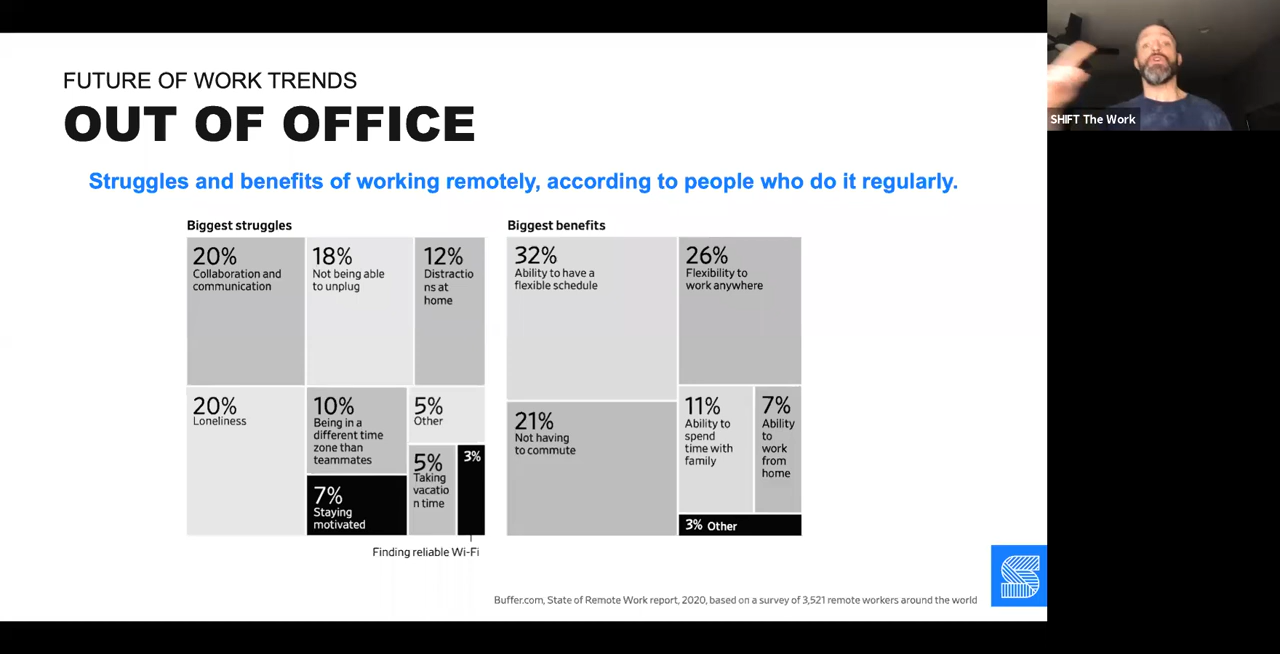 FUTURE OF WORK TRENDS
OUT OF OFFICE
Struggles and benefits of working remotely, according to people who do it regularly.
Biggest struggles
20%
Collaboration and
communication
18%
Not being able
to unplug
12%
Distractio
ns at
home
20%
Loneliness
10%
Being in a
different time
zone than
teammates
5%
Other
7%
Staying
motivated
5%
Taking
vacatio
n time
3%
Finding reliable Wi-Fi
Biggest benefits
32%
Ability to have a
flexible schedule
26%
Flexibility to
work anywhere
21%
Not having
to commute
11%
Ability to
spend
time with
family
7%
Ability
to
work
from
home
3% Other
Buffer.com, State of Remote Work report, 2020, based on a survey of 3,521 remote workers around the world
SHIFT The Work